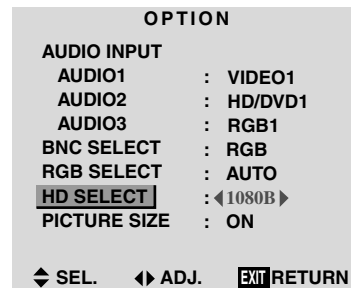 OPTION
AUDIO INPUT
AUDIO1 : VIDEO1
AUDIO2 : HD/DVD1
AUDIO3 : RGB1
BNC SELECT : RGB
RGB SELECT : AUTO
HD SELECT : 1080B
PICTURE SIZE : ON
SEL. ADJ. EXIT RETURN